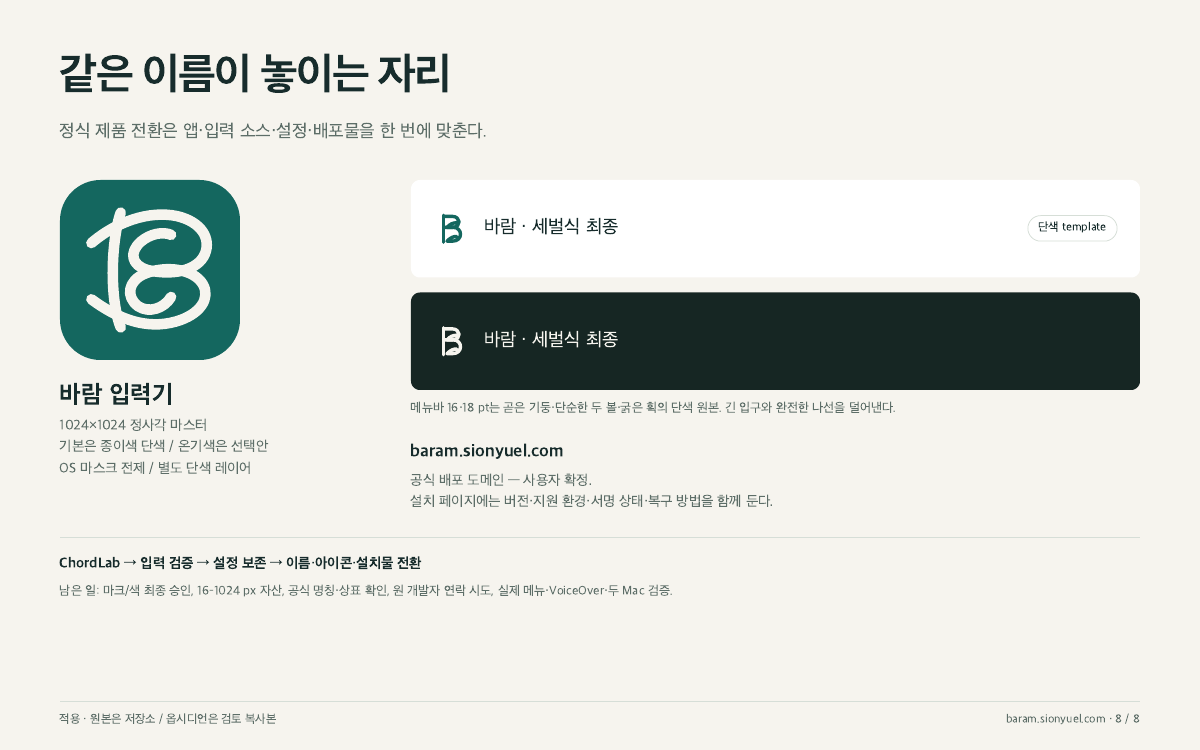 같은 이름이 놓이는 자리
정식 제품 전환은 앱·입력 소스·설정·배포물을 한 번에 맞춘다.
바람 · 세벌식 최종
단색 template
바람 · 세벌식 최종
바람 입력기
1024×1024 정사각 마스터
기본은 종이색 단색 / 온기색은 선택안
OS 마스크 전제 / 별도 단색 레이어
메뉴바 16-18 pt는 곧은 기둥·단순한 두 볼·굵은 획의 단색 원본. 긴 입구와 완전한 나선을 덜어낸다.
baram.sionyuel.com
공식 배포 도메인 — 사용자 확정.
설치 페이지에는 버전·지원 환경·서명 상태·복구 방법을 함께 둔다.
ChordLab → 입력 검증 → 설정 보존 → 이름·아이콘·설치물 전환
남은 일: 마크/색 최종 승인, 16-1024 px 자산, 공식 명칭·상표 확인, 원 개발자 연락 시도, 실제 메뉴·VoiceOver·두 Mac 검증.
적용 · 원본은 저장소 / 옵시디언은 검토 복사본
baram.sionyuel.com · 8 / 8